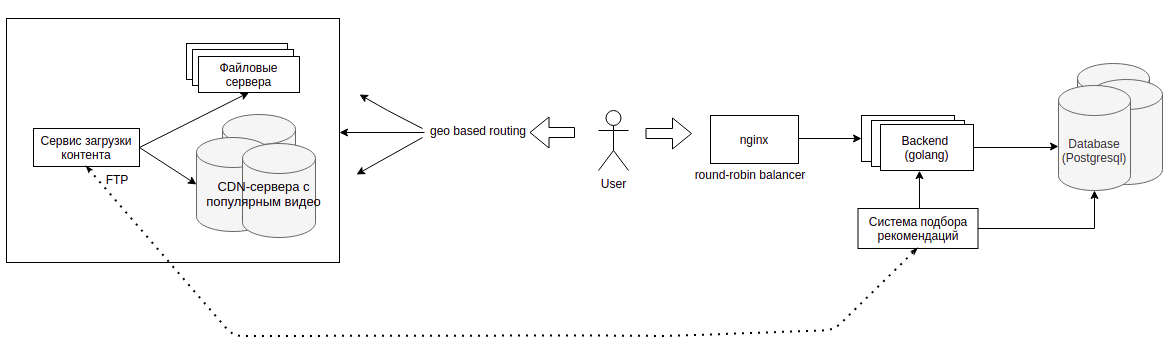 Файловые
сервера
Сервис загрузки
контента
FTP
CDN-сервера с
популярным видео
geo based routing
User
nginx
round-robin balancer
Backend
(golang)
Система подбора
рекомендаций
Database
(Postgresql)